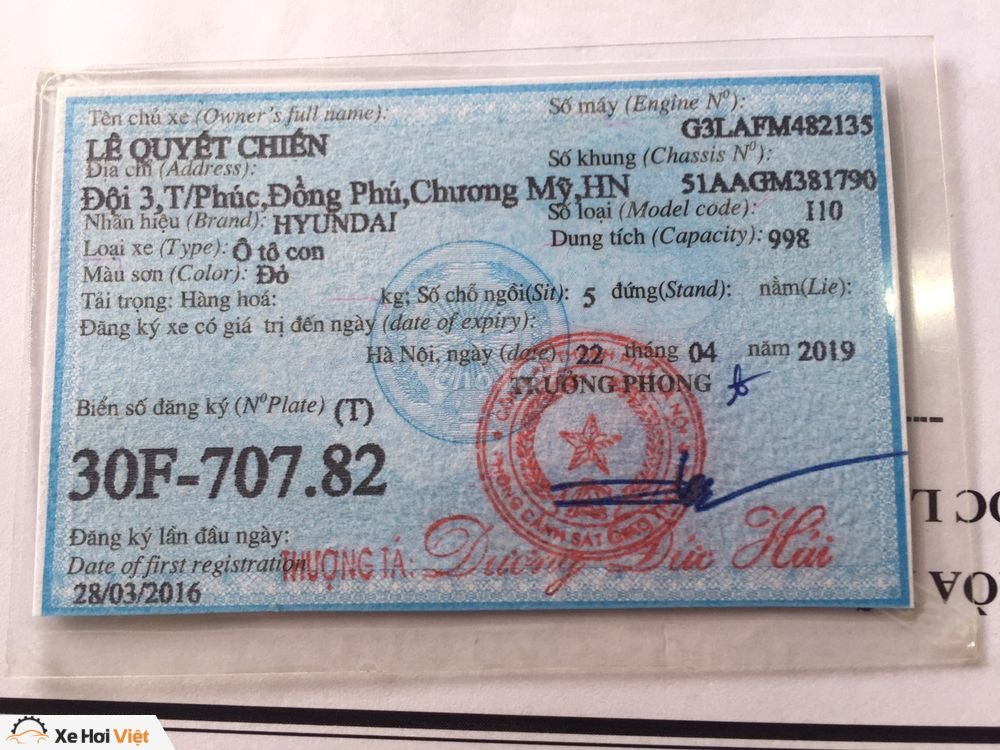 Tên chủ xe (Owner's full name):
LÊ QUYẾT CHIẾN
Địa chỉ (Address):
Đội 3,T/Phúc,Đồng Phú,Chương Mỹ,HN
Nhãn hiệu (Brand): HYUNDAI
Loại xe (Type): Ô tô con
Màu sơn (Color): Đỏ
Số máy (Engine Nº):
G3LAFM482135
Số khung (Chassis Nº):
51AAGM381790
Số loại (Model code): I10
Dung tích (Capacity): 998
Tải trọng: Hàng hoá: kg; Số chỗ ngồi(Sit): 5 đứng(Stand): nằm(Lie):
Đăng ký xe có giá trị đến ngày (date of expiry):
Hà Nội, ngày (date) 22 tháng 04 năm 2019
TRƯỞNG PHÒNG
Biển số đăng ký (NºPlate) (T)
30F-707.82
Đăng ký lần đầu ngày:
Date of first registration
28/03/2016
THƯỢNG TÁ: Dương Đức Hải
Xe Hơi Việt